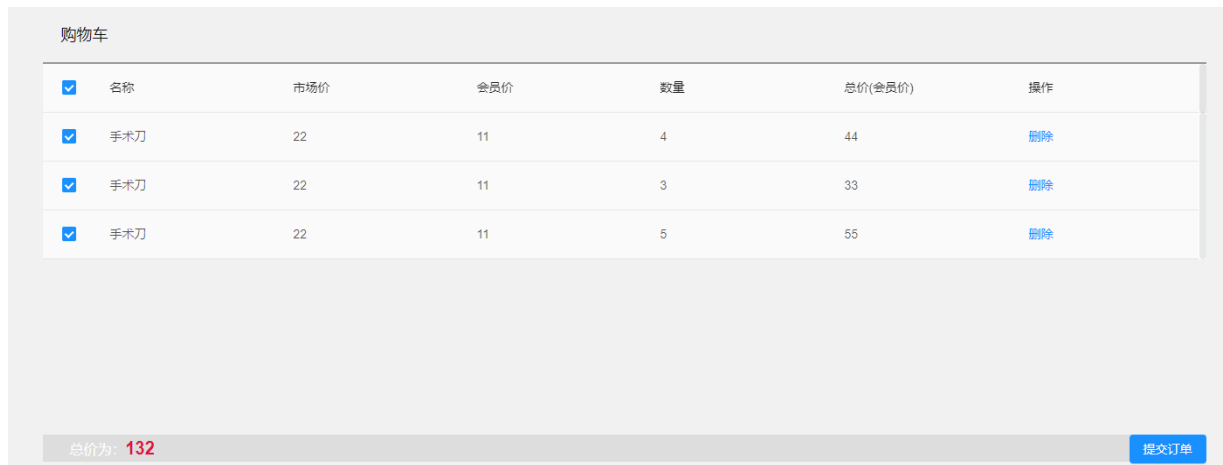 购物车
名称 市场价 会员价 数量 总价(会员价) 操作
手术刀 22 11 4 44 删除
手术刀 22 11 3 33 删除
手术刀 22 11 5 55 删除
总价为: 132 提交订单